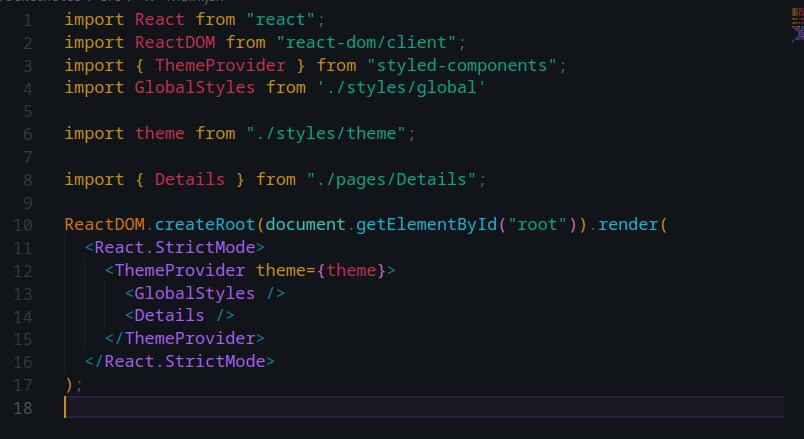 1 import React from "react";
2 import ReactDOM from "react-dom/client";
3 import { ThemeProvider } from "styled-components";
4 import GlobalStyles from './styles/global'
5
6 import theme from "./styles/theme";
7
8 import { Details } from "./pages/Details";
9
10 ReactDOM.createRoot(document.getElementById("root")).render(
11   <React.StrictMode>
12     <ThemeProvider theme={theme}>
13       <GlobalStyles />
14       <Details />
15     </ThemeProvider>
16   </React.StrictMode>
17 );
18